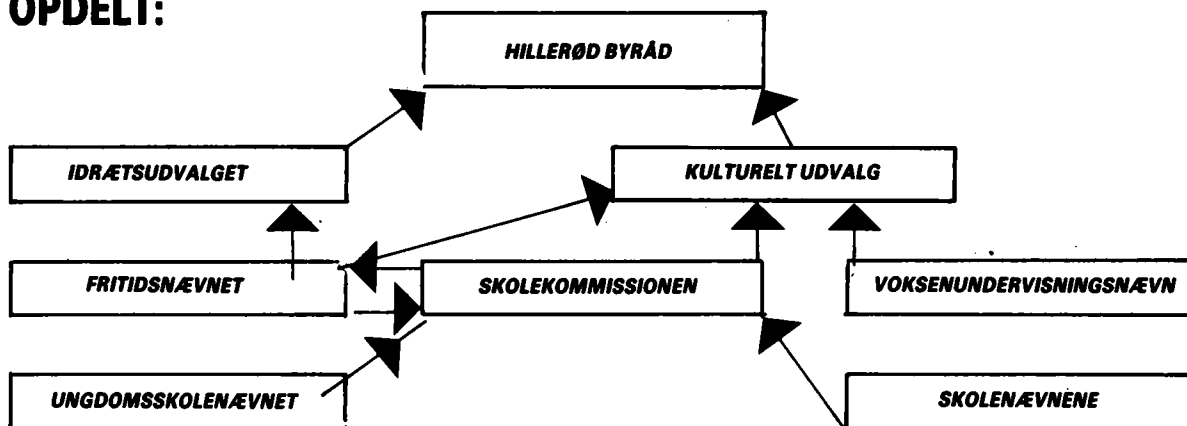 OPDELT:
HILLERØD BYRÅD
IDRÆTSUDVALGET
KULTURELT UDVALG
FRITIDSNÆVNET
SKOLEKOMMISSIONEN
VOKSENUNDERVISNINGSNÆVN
UNGDOMSSKOLENÆVNET
SKOLENÆVNENE